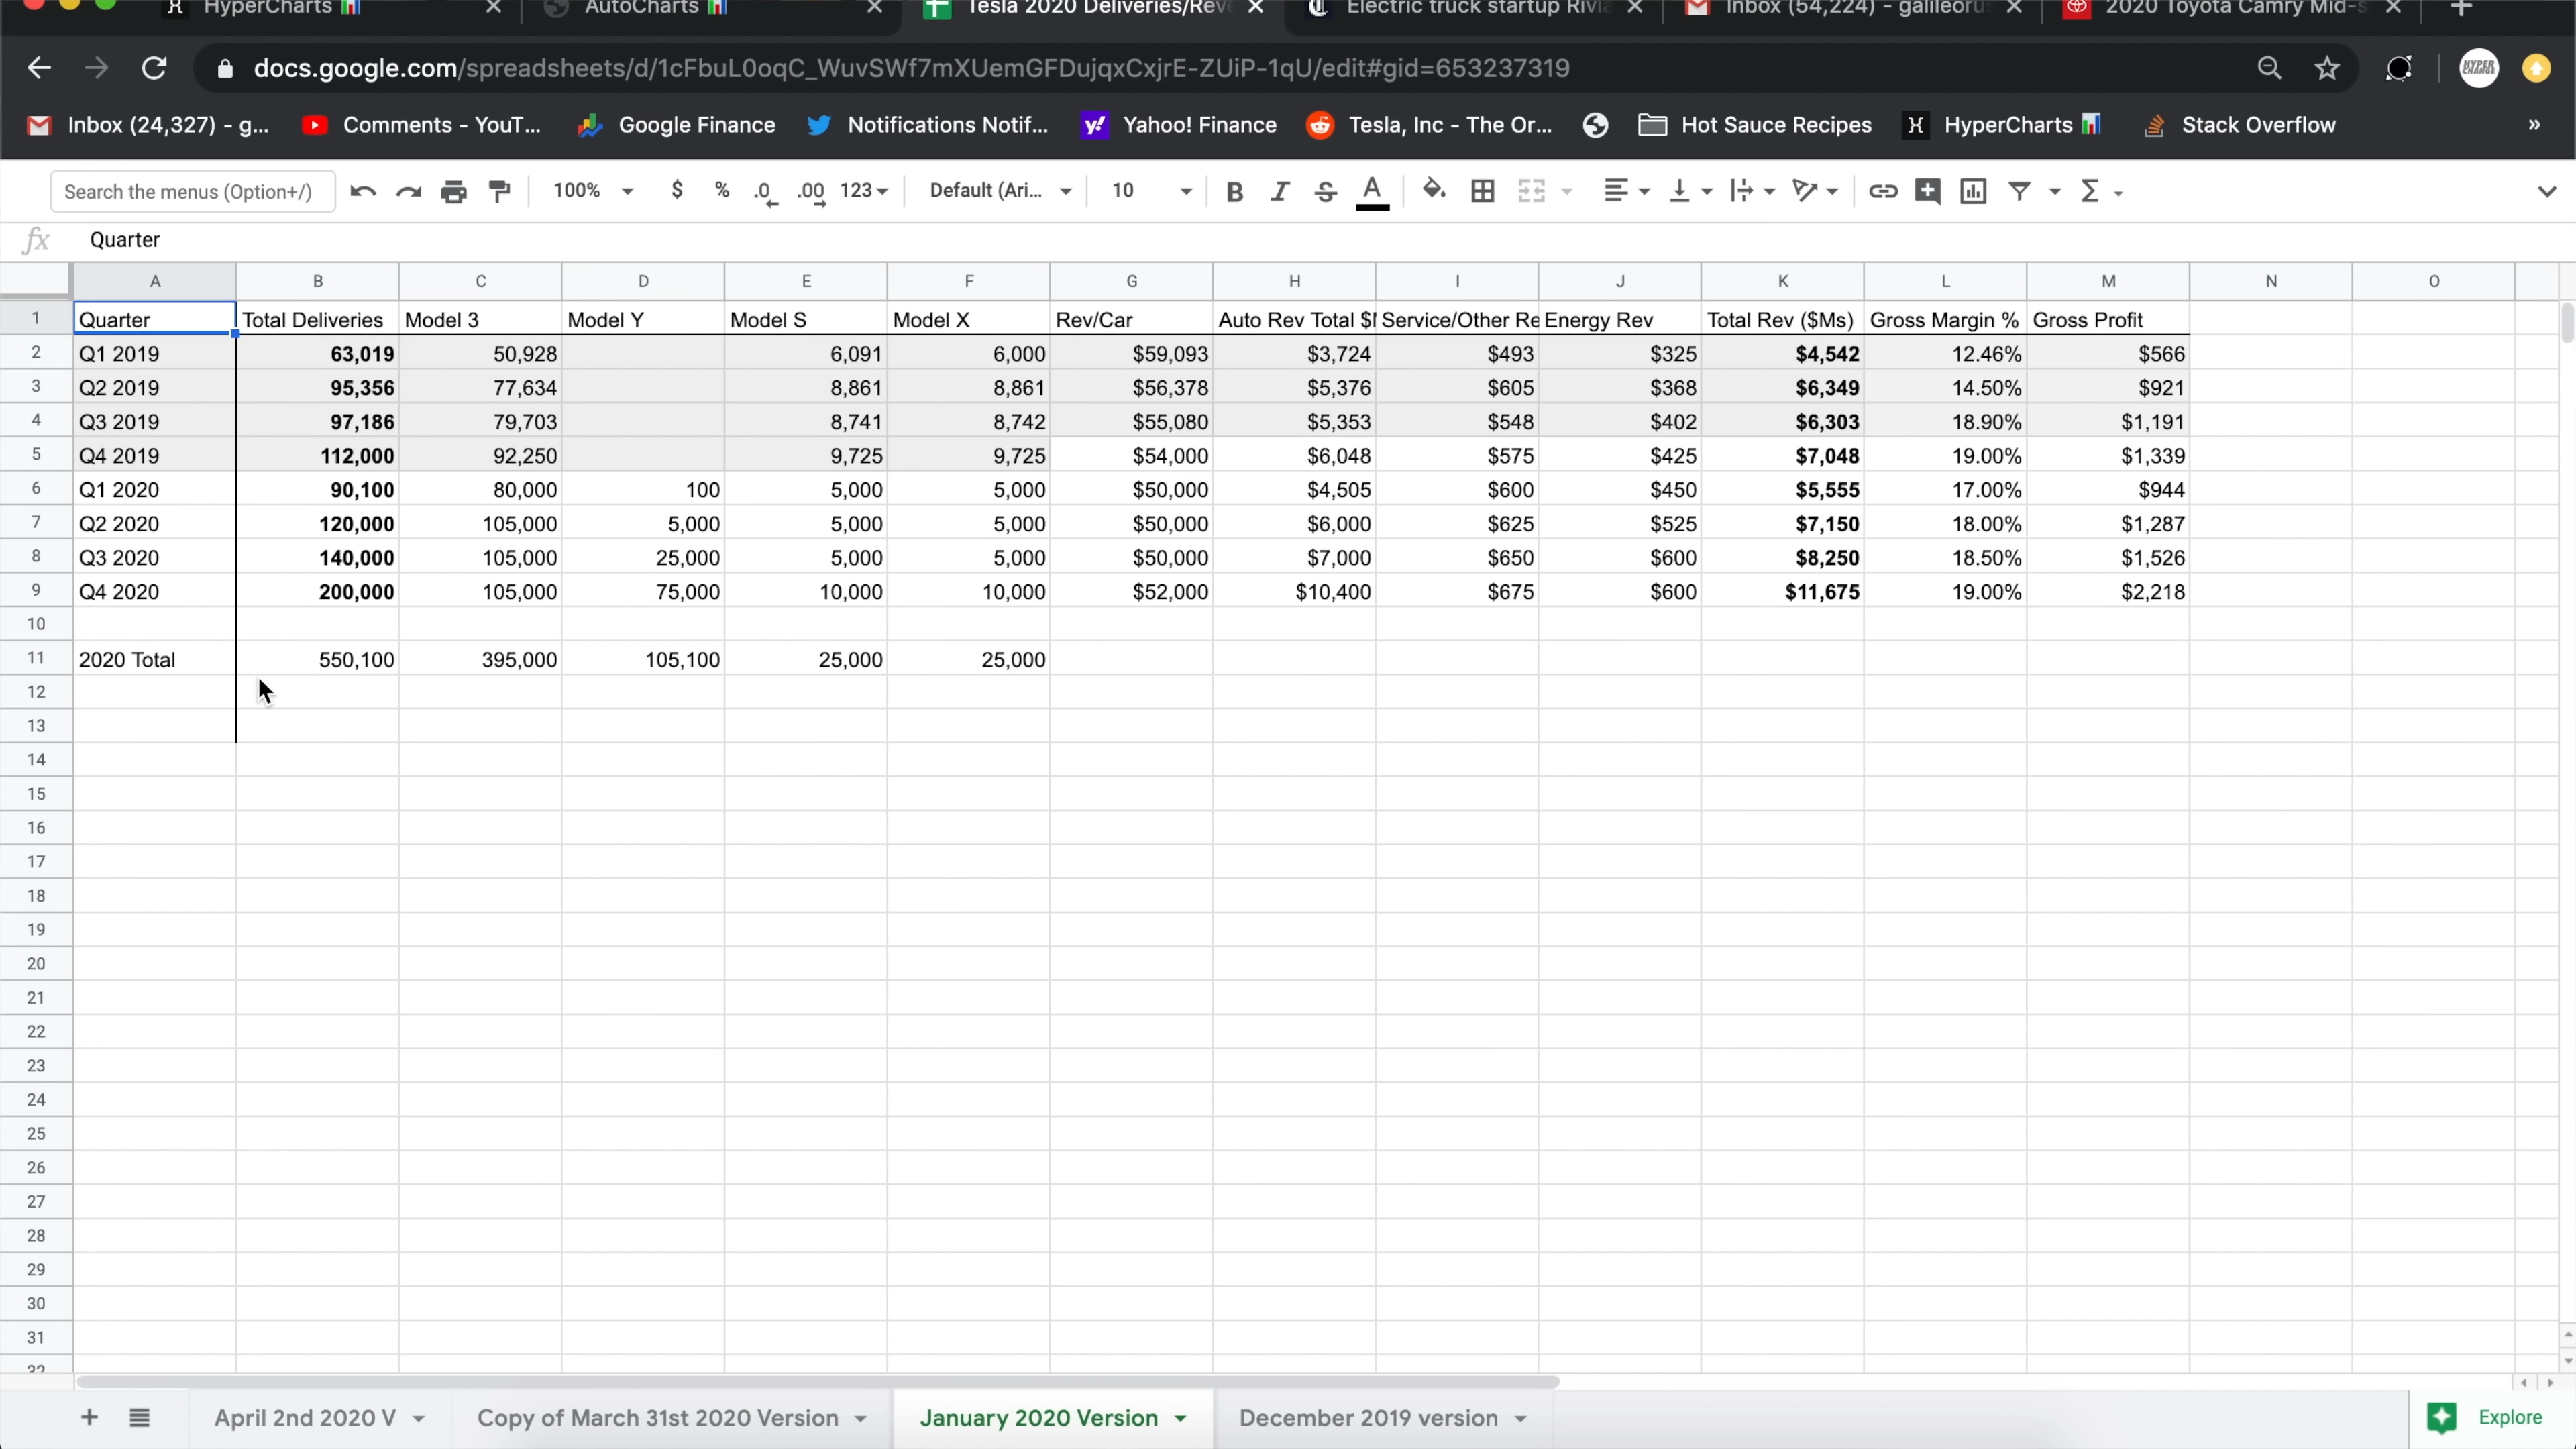 HyperCharts
AutoCharts
Tesla 2020 Deliveries/Reve
Electric truck startup Rivia
Inbox (54,224) - galileorus
2020 Toyota Camry Mid-s
docs.google.com/spreadsheets/d/1cFbuL0oqC_WuvSWf7mXUemGFDujqxCxjrE-ZUiP-1qU/edit#gid=653237319
HYPER CHANGE
Inbox (24,327) - g... Comments - YouT... Google Finance Notifications Notif... Yahoo! Finance Tesla, Inc - The Or... Hot Sauce Recipes HyperCharts Stack Overflow »
Search the menus (Option+/) 100% $ % .0 .00 123 Default (Ari... 10 B I S A Σ
fx Quarter
A B C D E F G H I J K L M N O
1 Quarter Total Deliveries Model 3 Model Y Model S Model X Rev/Car Auto Rev Total $ Service/Other Re Energy Rev Total Rev ($Ms) Gross Margin % Gross Profit
2 Q1 2019 63,019 50,928 6,091 6,000 $59,093 $3,724 $493 $325 $4,542 12.46% $566
3 Q2 2019 95,356 77,634 8,861 8,861 $56,378 $5,376 $605 $368 $6,349 14.50% $921
4 Q3 2019 97,186 79,703 8,741 8,742 $55,080 $5,353 $548 $402 $6,303 18.90% $1,191
5 Q4 2019 112,000 92,250 9,725 9,725 $54,000 $6,048 $575 $425 $7,048 19.00% $1,339
6 Q1 2020 90,100 80,000 100 5,000 5,000 $50,000 $4,505 $600 $450 $5,555 17.00% $944
7 Q2 2020 120,000 105,000 5,000 5,000 5,000 $50,000 $6,000 $625 $525 $7,150 18.00% $1,287
8 Q3 2020 140,000 105,000 25,000 5,000 5,000 $50,000 $7,000 $650 $600 $8,250 18.50% $1,526
9 Q4 2020 200,000 105,000 75,000 10,000 10,000 $52,000 $10,400 $675 $600 $11,675 19.00% $2,218
10
11 2020 Total 550,100 395,000 105,100 25,000 25,000
12
13
14
15
16
17
18
19
20
21
22
23
24
25
26
27
28
29
30
31
32
April 2nd 2020 V Copy of March 31st 2020 Version January 2020 Version December 2019 version Explore